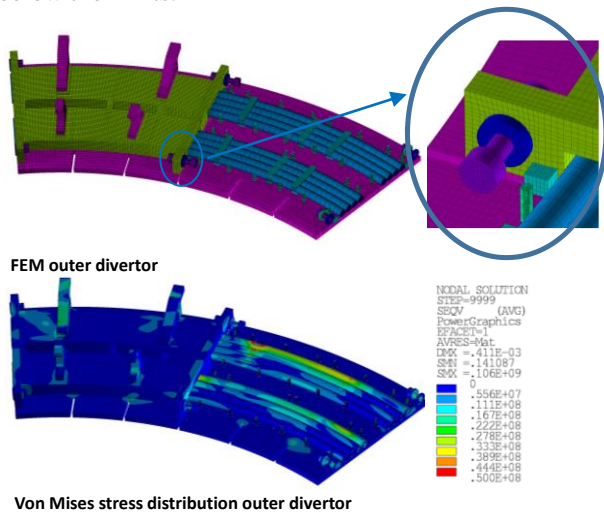 FEM outer divertor
NODAL SOLUTION
STEP=9999
SEQV (AVG)
PowerGraphics
EFACET=1
AVRES=Mat
DMX =.411E-03
SMN =.141087
SMX =.106E+09
0
.556E+07
.111E+08
.167E+08
.222E+08
.278E+08
.333E+08
.389E+08
.444E+08
.500E+08
Von Mises stress distribution outer divertor